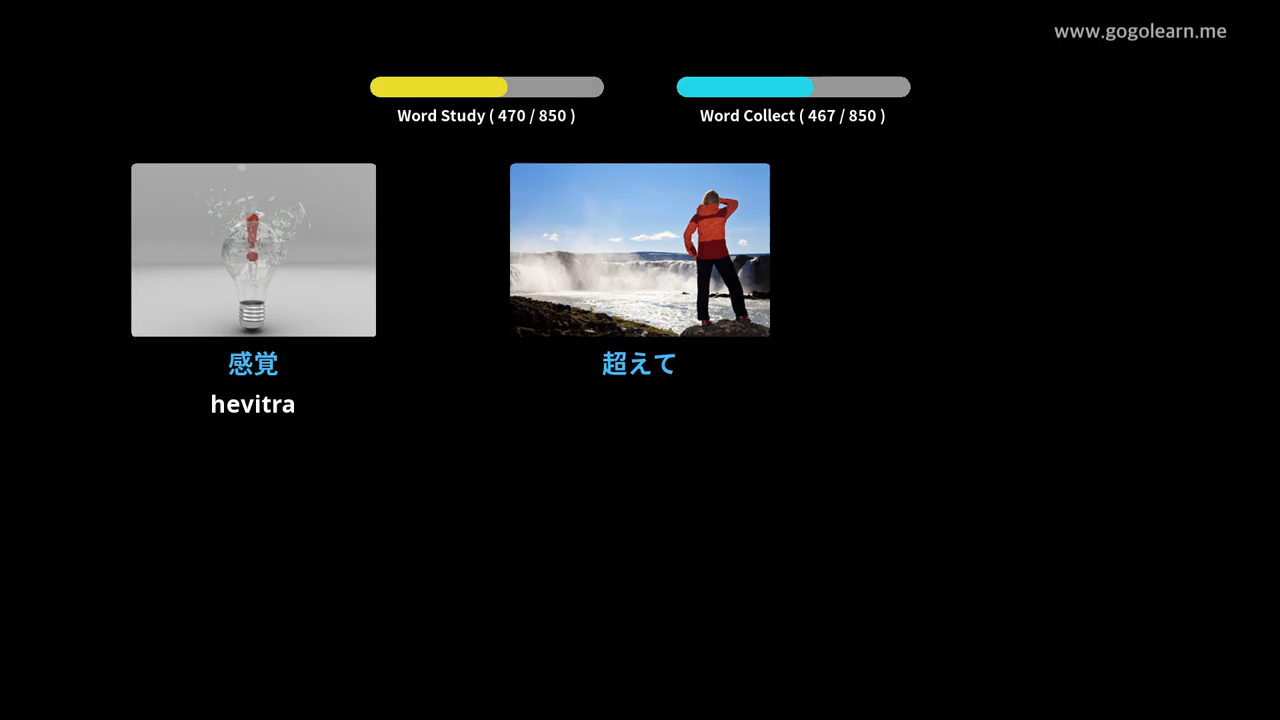 www.gogolearn.me
Word Study ( 470 / 850 )
Word Collect ( 467 / 850 )
感覚
超えて
hevitra